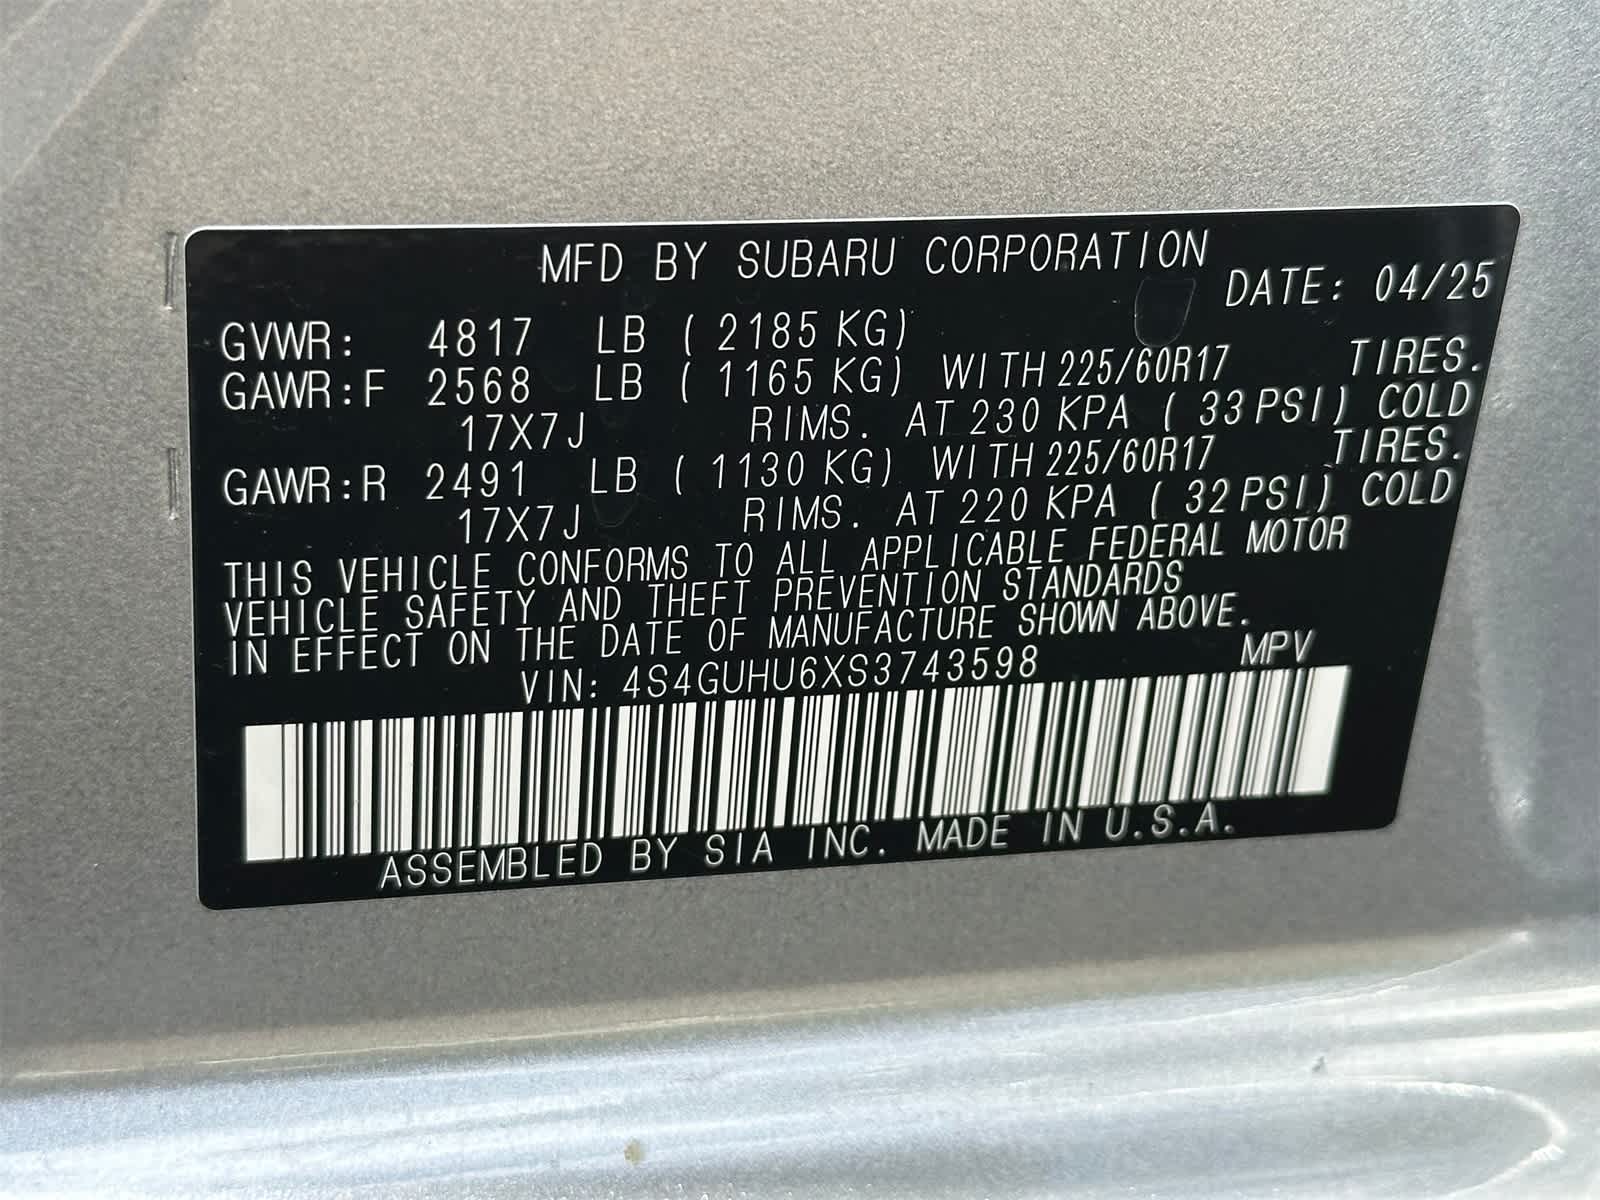 MFD BY SUBARU CORPORATION
DATE: 04/25
GVWR: 4817 LB ( 2185 KG)
GAWR:F 2568 LB ( 1165 KG) WITH 225/60R17 TIRES.
17X7J RIMS. AT 230 KPA ( 33 PSI) COLD
GAWR:R 2491 LB ( 1130 KG) WITH 225/60R17 TIRES.
17X7J RIMS. AT 220 KPA ( 32 PSI) COLD
THIS VEHICLE CONFORMS TO ALL APPLICABLE FEDERAL MOTOR
VEHICLE SAFETY AND THEFT PREVENTION STANDARDS
IN EFFECT ON THE DATE OF MANUFACTURE SHOWN ABOVE.
VIN: 4S4GUHU6XS3743598 MPV
ASSEMBLED BY SIA INC. MADE IN U.S.A.